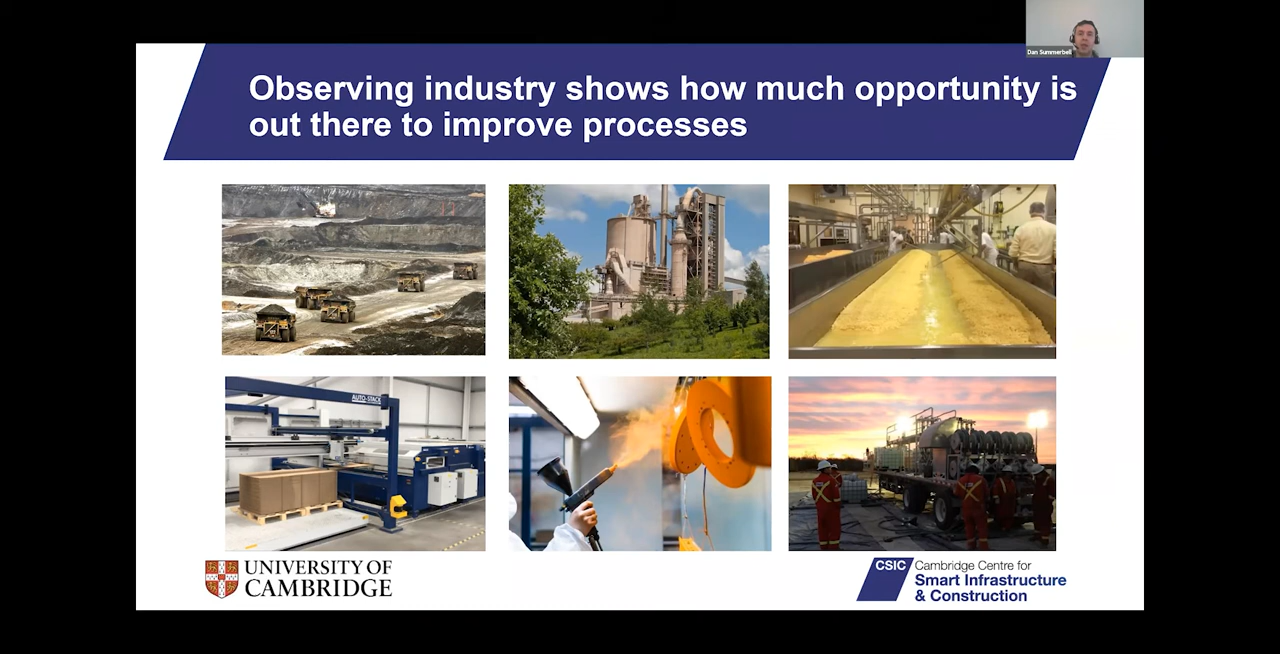 Dan Summerbell
Observing industry shows how much opportunity is
out there to improve processes
AUTO-STACK
UNIVERSITY OF
CAMBRIDGE
CSIC
Cambridge Centre for
Smart Infrastructure
& Construction